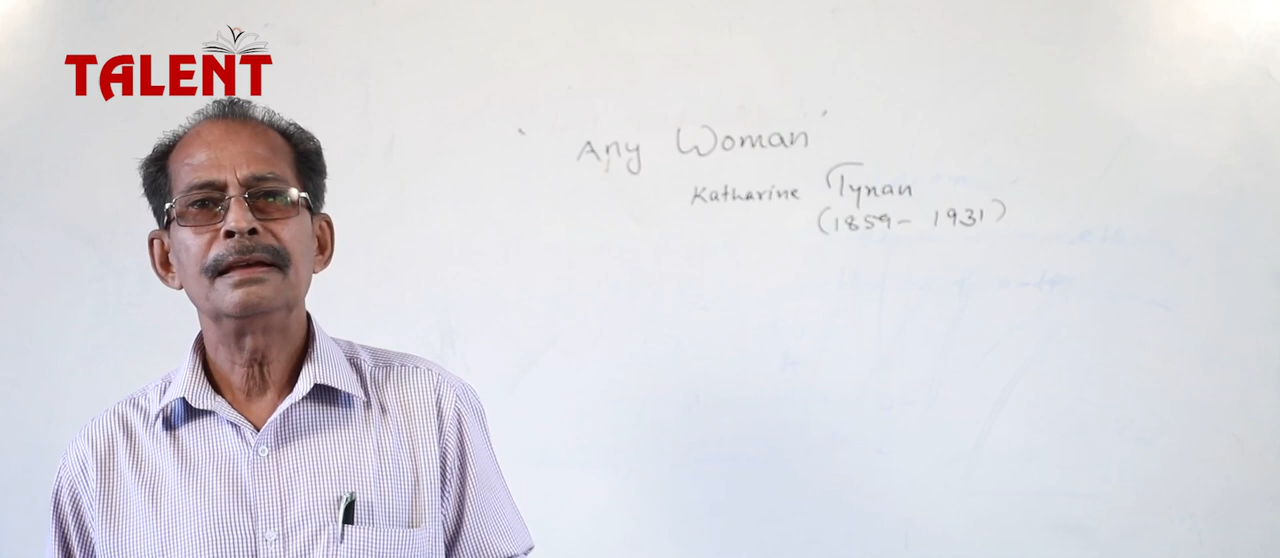 TALENT
' Any Woman '
Katharine Tynan
(1859 - 1931)